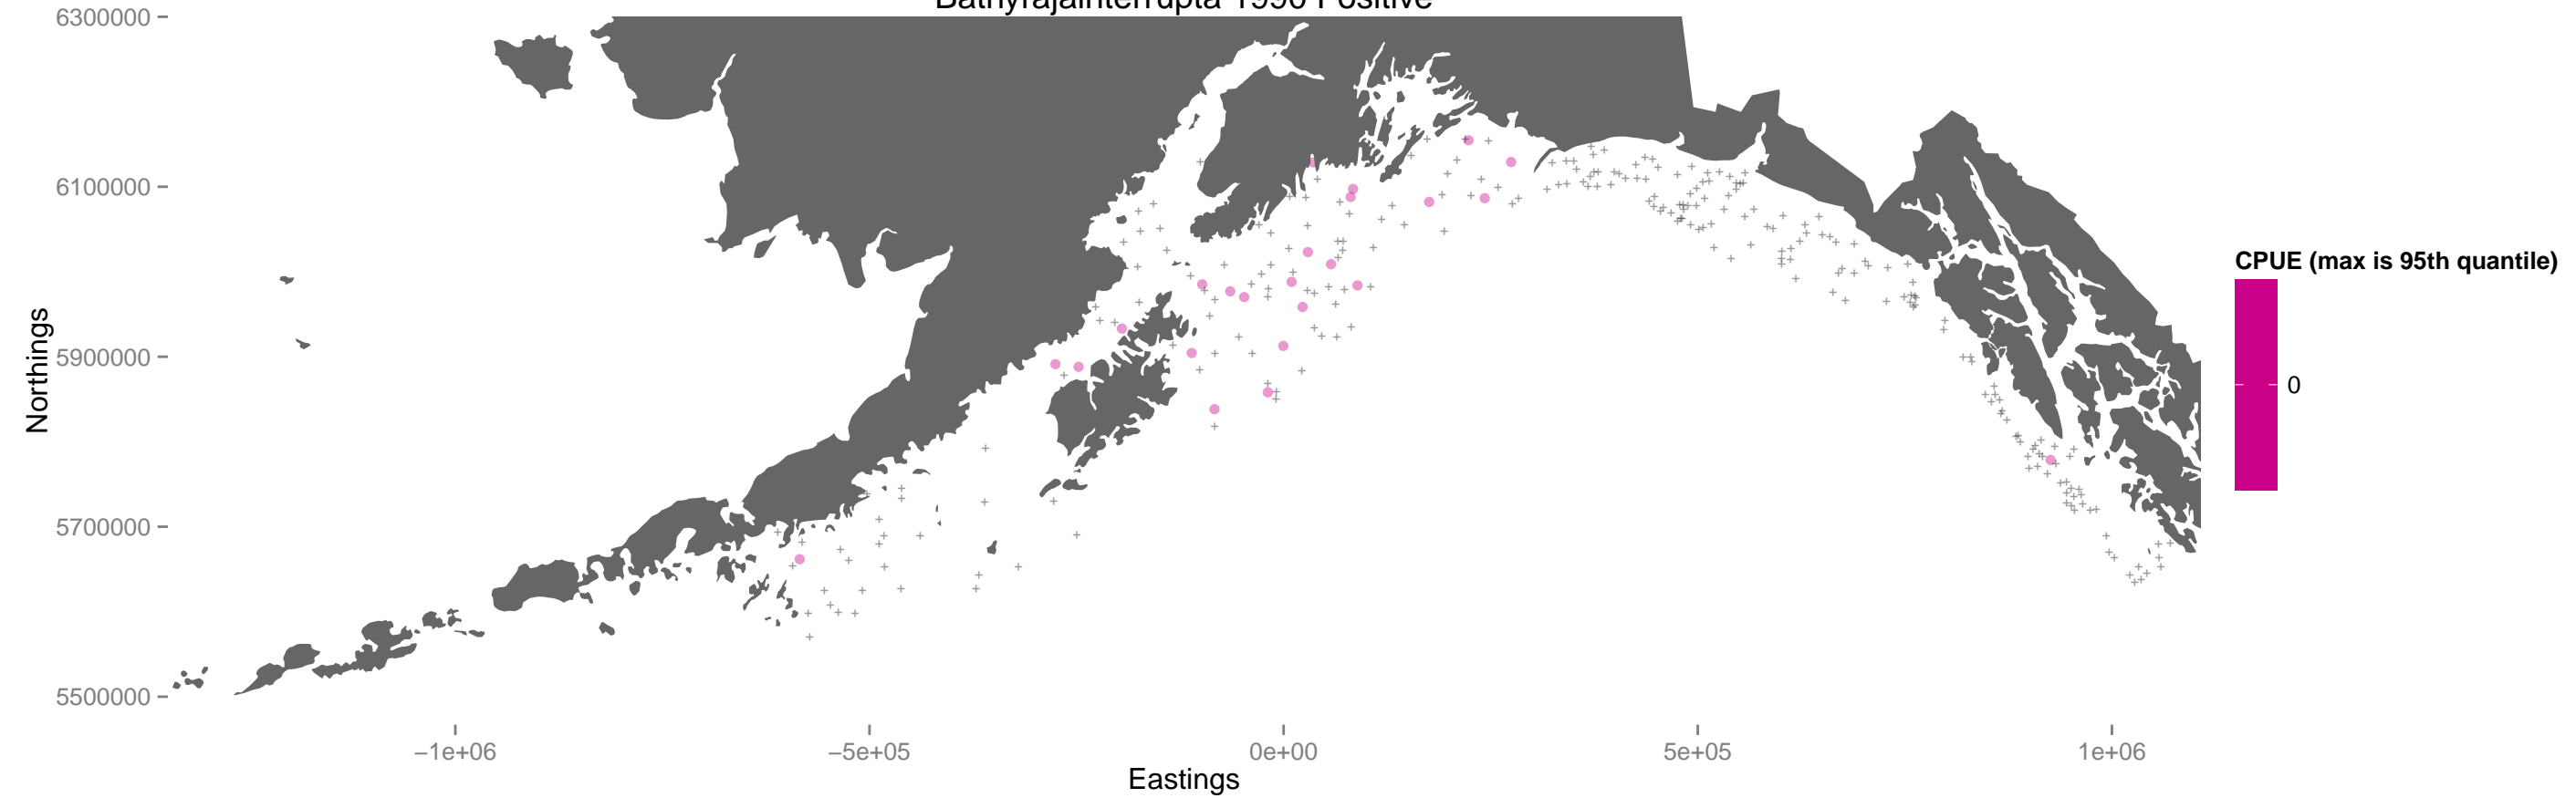 BathyrajaInterrupta 1990 Positive
6300000
6100000
5900000
5700000
5500000
Northings
−1e+06
−5e+05
0e+00
5e+05
1e+06
Eastings
CPUE (max is 95th quantile)
0